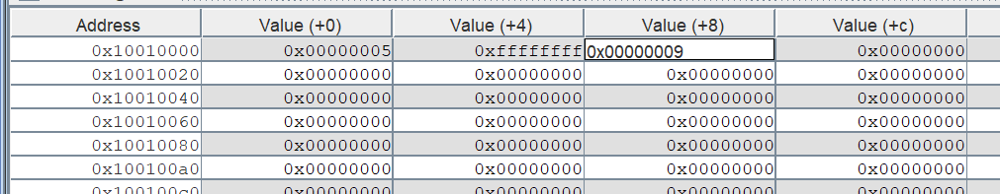 Address Value (+0) Value (+4) Value (+8) Value (+c)
0x10010000 0x00000005 0xffffffff 0x00000009 0x00000000
0x10010020 0x00000000 0x00000000 0x00000000 0x00000000
0x10010040 0x00000000 0x00000000 0x00000000 0x00000000
0x10010060 0x00000000 0x00000000 0x00000000 0x00000000
0x10010080 0x00000000 0x00000000 0x00000000 0x00000000
0x100100a0 0x00000000 0x00000000 0x00000000 0x00000000
0x100100c0 0x00000000 0x00000000 0x00000000 0x00000000